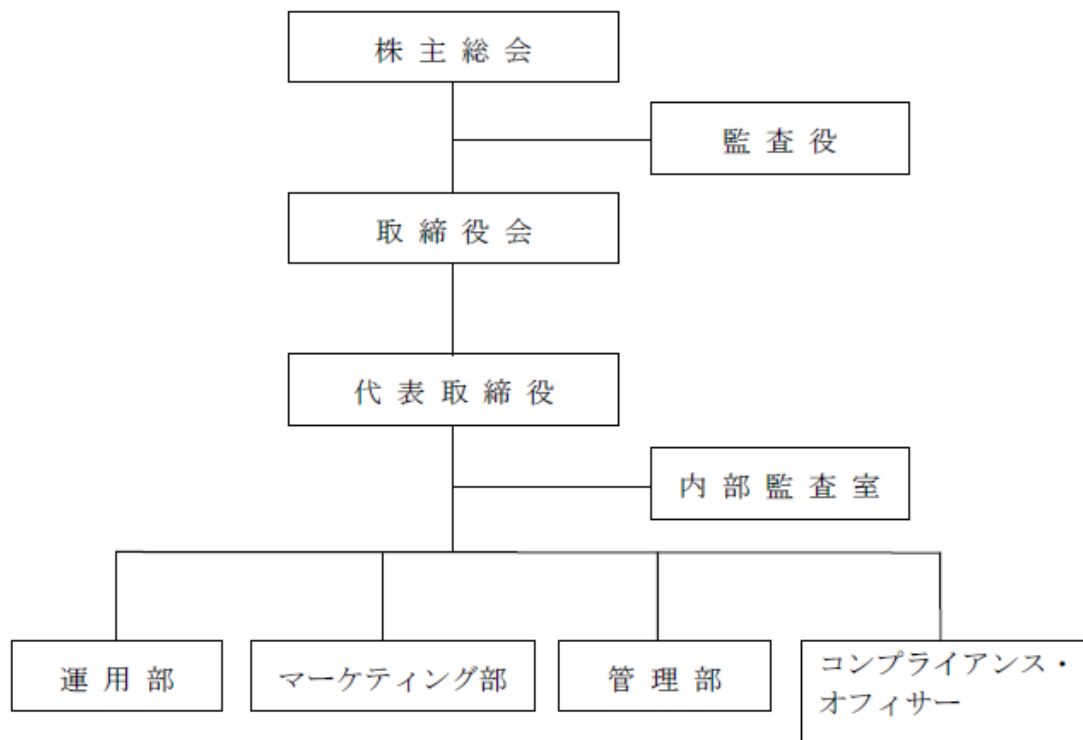 株主総会
監査役
取締役会
代表取締役
内部監査室
運用部
マーケティング部
管理部
コンプライアンス・
オフィサー